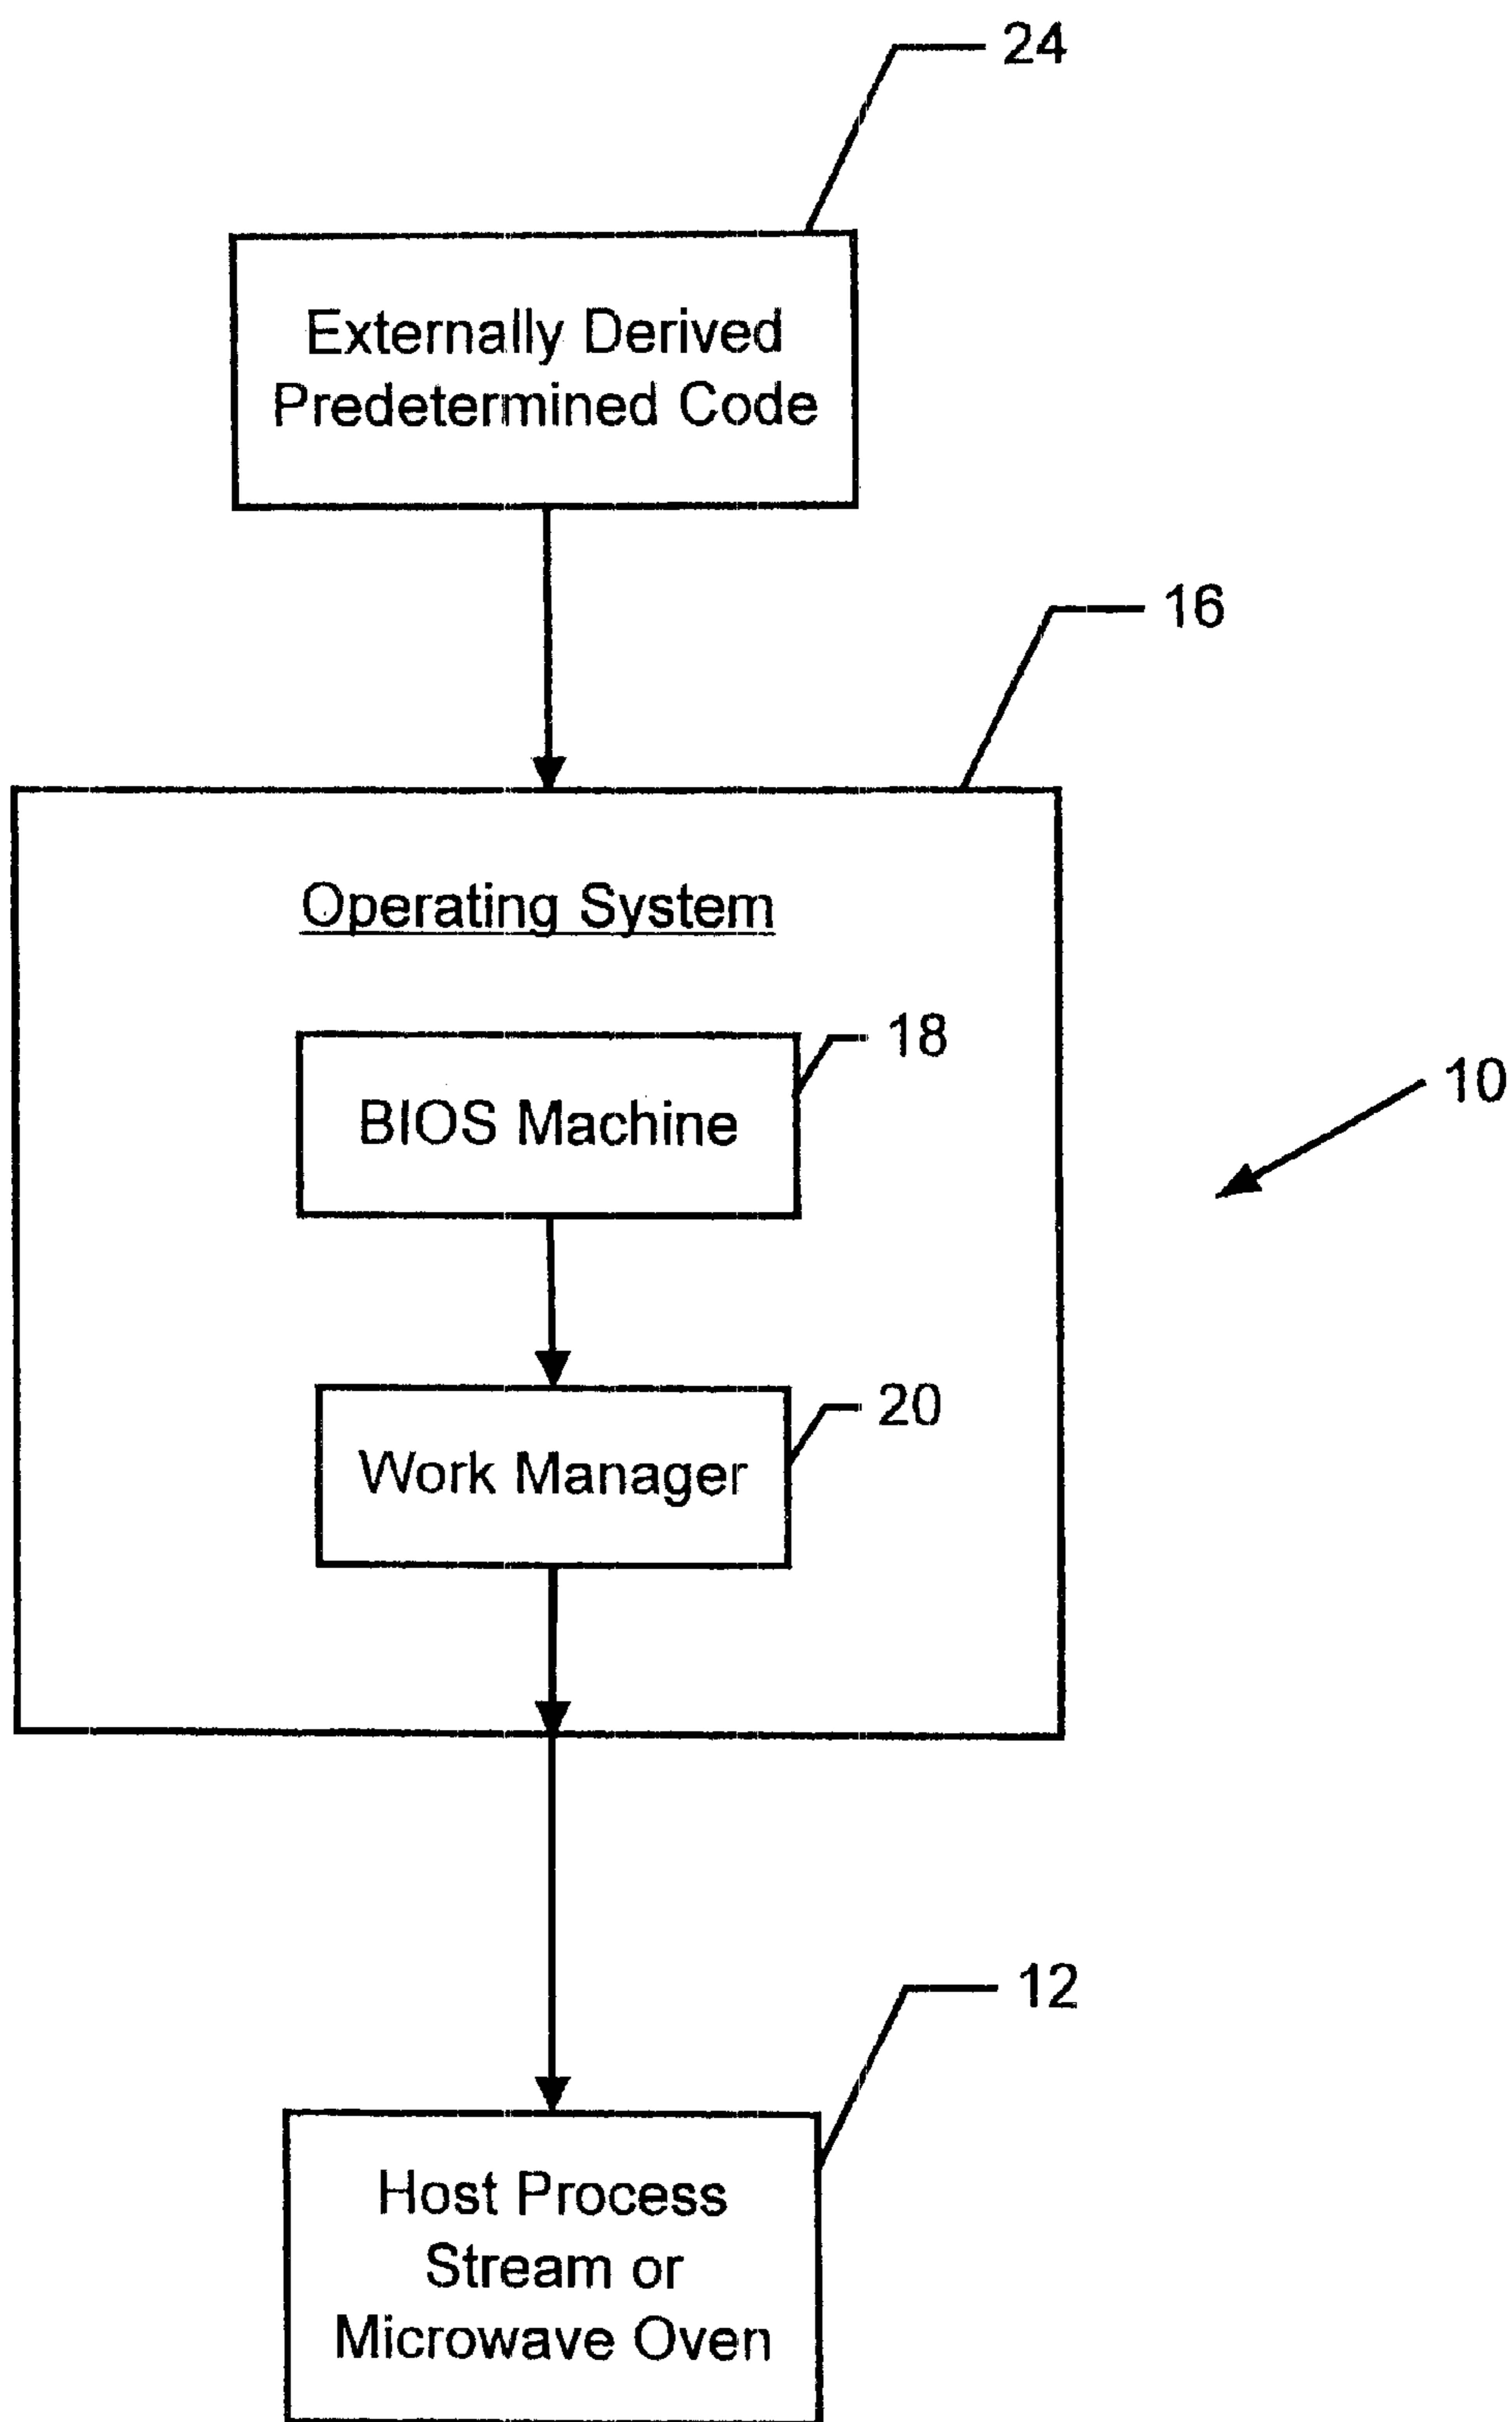 24
Externally Derived
Predetermined Code
16
Operating System
18
BIOS Machine
10
20
Work Manager
12
Host Process
Stream or
Microwave Oven